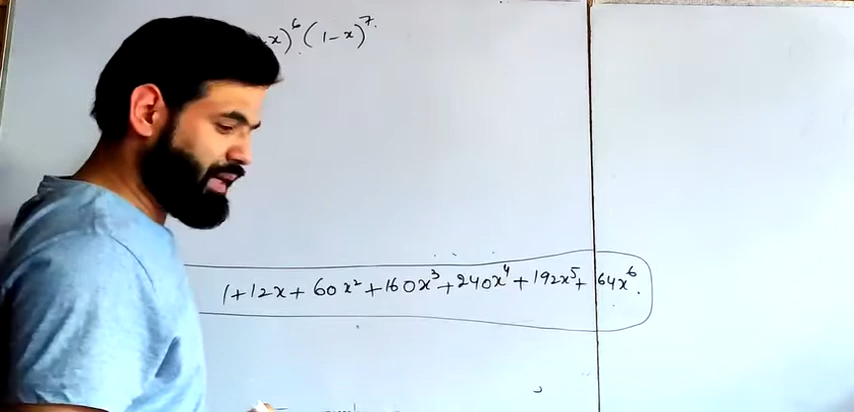 x)⁶(1-x)⁷.
1+12x+60x²+160x³+240x⁴+192x⁵+64x⁶.